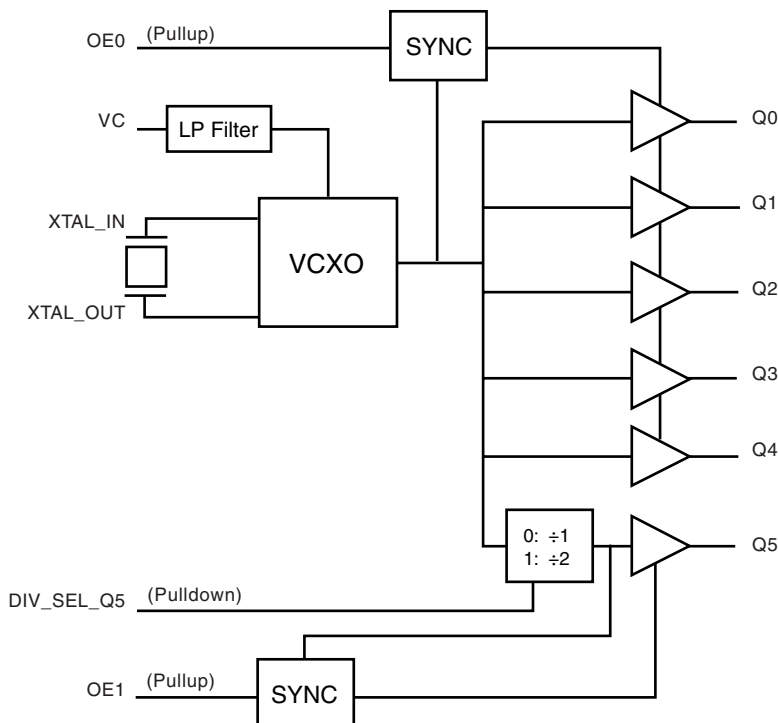 OE0 (Pullup)
SYNC
VC
LP Filter
Q0
XTAL_IN
Q1
VCXO
XTAL_OUT
Q2
Q3
Q4
0: ÷1
1: ÷2
Q5
DIV_SEL_Q5 (Pulldown)
OE1 (Pullup)
SYNC